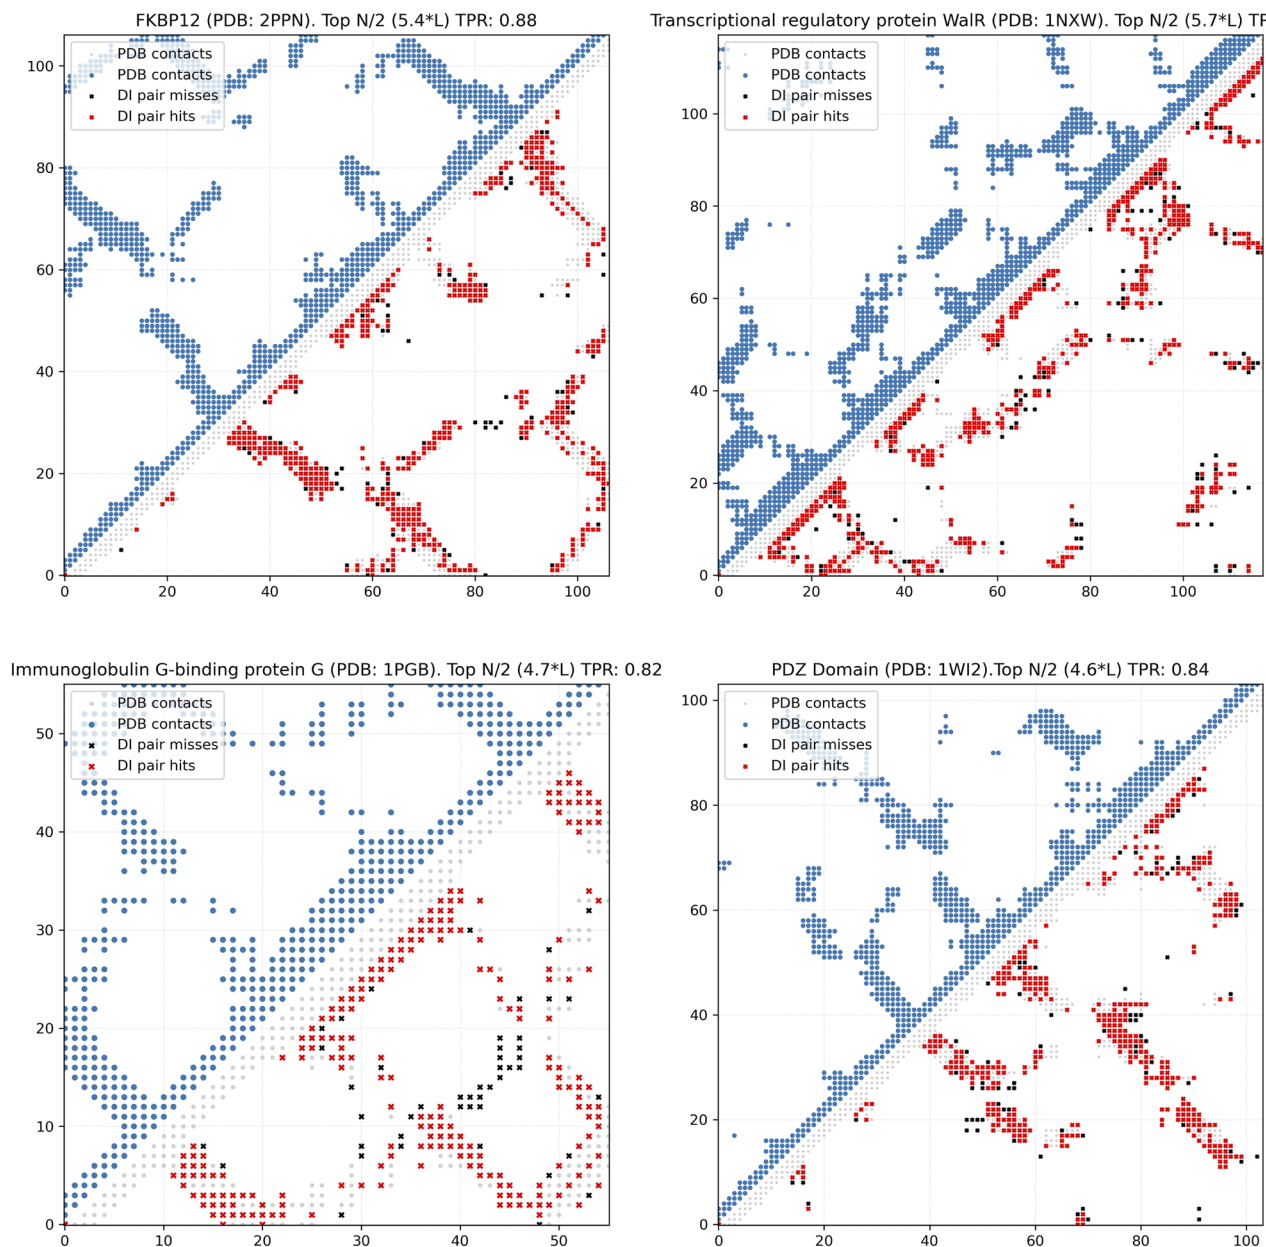 FKBP12 (PDB: 2PPN). Top N/2 (5.4*L) TPR: 0.88
PDB contacts
PDB contacts
DI pair misses
DI pair hits
100
80
60
40
20
0
0 20 40 60 80 100
Transcriptional regulatory protein WalR (PDB: 1NXW). Top N/2 (5.7*L) TP
PDB contacts
PDB contacts
DI pair misses
DI pair hits
100
80
60
40
20
0
0 20 40 60 80 100
Immunoglobulin G-binding protein G (PDB: 1PGB). Top N/2 (4.7*L) TPR: 0.82
PDB contacts
PDB contacts
DI pair misses
DI pair hits
50
40
30
20
10
0
0 10 20 30 40 50
PDZ Domain (PDB: 1WI2).Top N/2 (4.6*L) TPR: 0.84
PDB contacts
PDB contacts
DI pair misses
DI pair hits
100
80
60
40
20
0
0 20 40 60 80 100